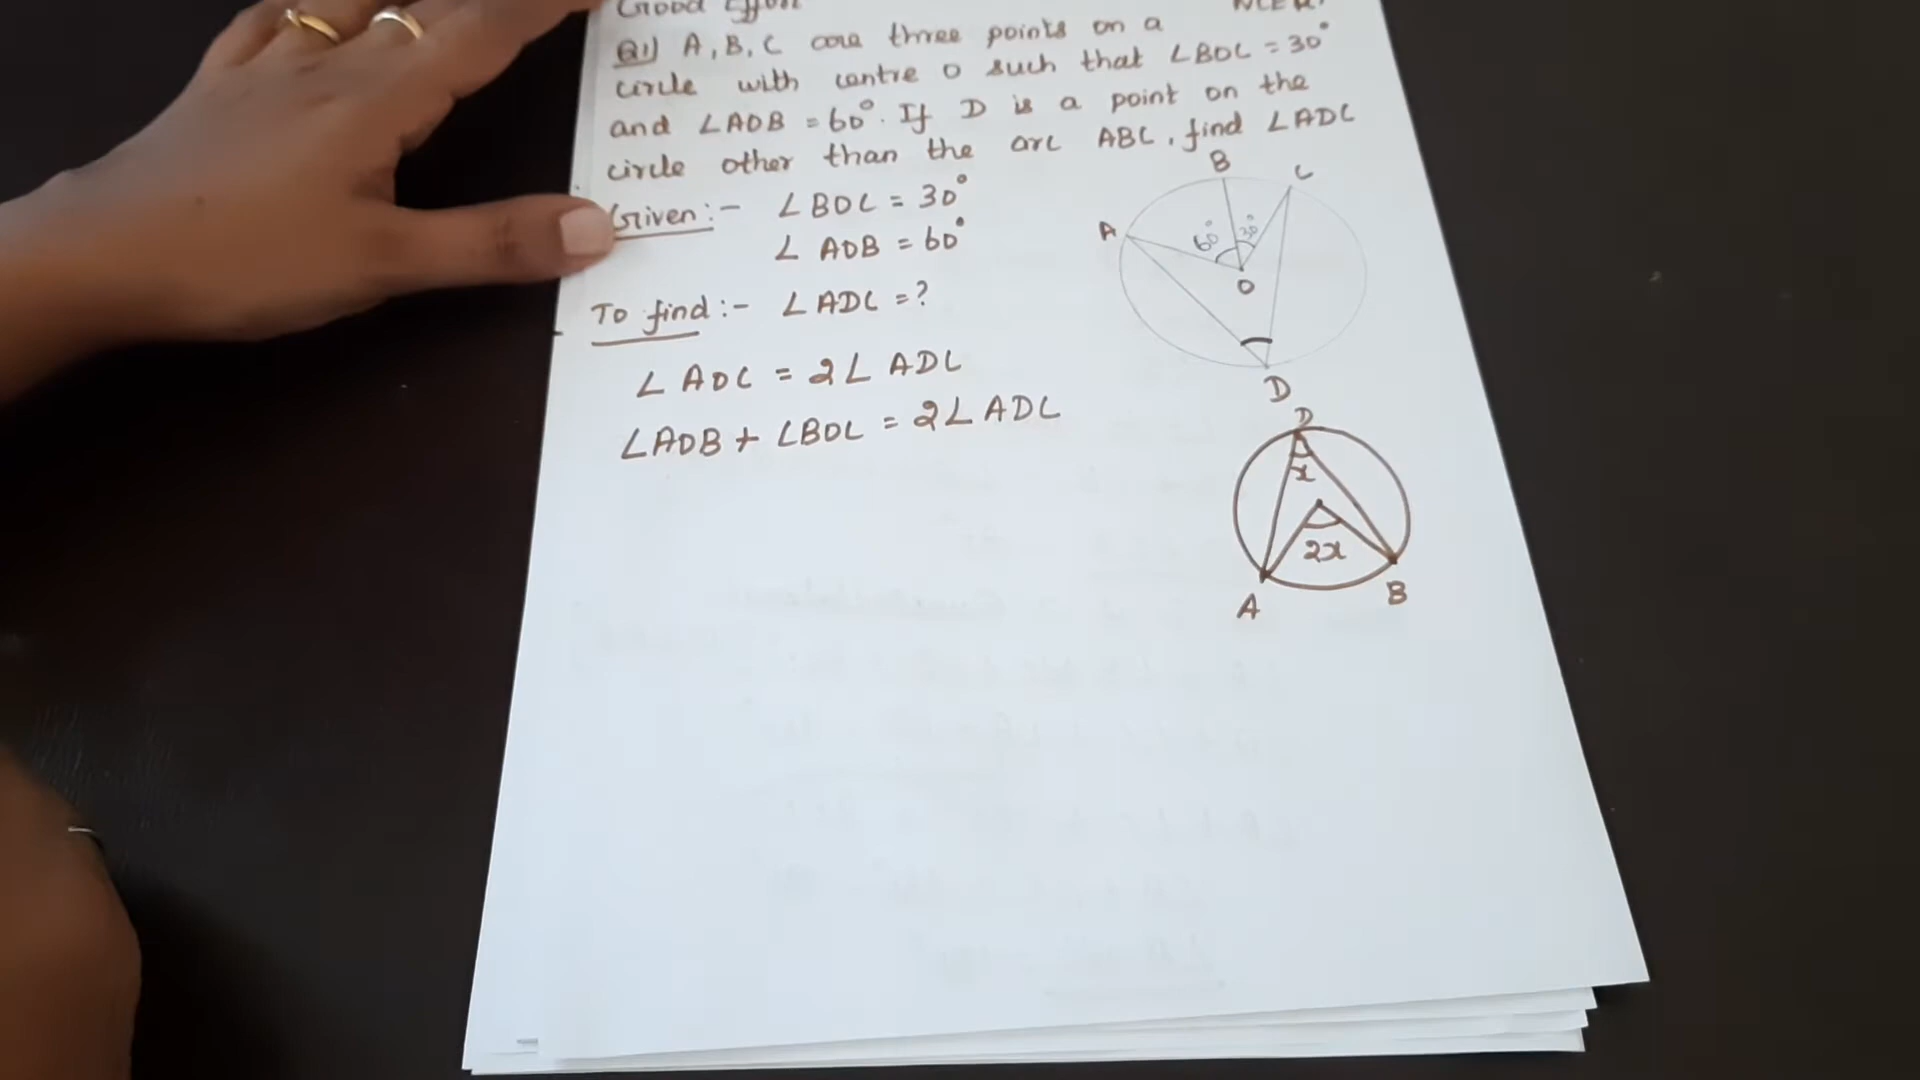 Good Effort
Q1) A, B, C are three points on a
circle with centre O such that ∠BOC = 30°
and ∠AOB = 60°. If D is a point on the
circle other than the arc ABC, find ∠ADC
Given:- ∠BOC = 30°
∠AOB = 60°
To find:- ∠ADC = ?
∠AOC = 2∠ADC
∠AOB + ∠BOC = 2∠ADC
B
C
A
60°
30°
O
D
D
x
2x
A
B